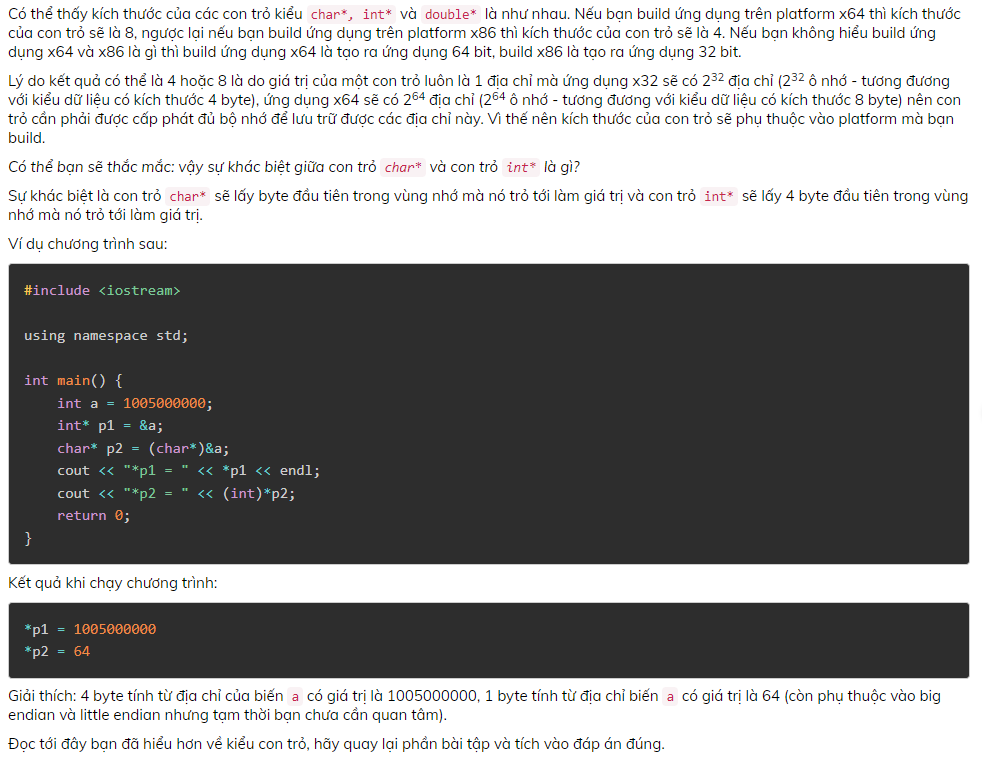 Có thể thấy kích thước của các con trỏ kiểu char*, int* và double* là như nhau. Nếu bạn build ứng dụng trên platform x64 thì kích thước
của con trỏ sẽ là 8, ngược lại nếu bạn build ứng dụng trên platform x86 thì kích thước của con trỏ sẽ là 4. Nếu bạn không hiểu build ứng
dụng x64 và x86 là gì thì build ứng dụng x64 là tạo ra ứng dụng 64 bit, build x86 là tạo ra ứng dụng 32 bit.
Lý do kết quả có thể là 4 hoặc 8 là do giá trị của một con trỏ luôn là 1 địa chỉ mà ứng dụng x32 sẽ có 2³² địa chỉ (2³² ô nhớ - tương đương
với kiểu dữ liệu có kích thước 4 byte), ứng dụng x64 sẽ có 2⁶⁴ địa chỉ (2⁶⁴ ô nhớ - tương đương với kiểu dữ liệu có kích thước 8 byte) nên con
trỏ cần phải được cấp phát đủ bộ nhớ để lưu trữ được các địa chỉ này. Vì thế nên kích thước của con trỏ sẽ phụ thuộc vào platform mà bạn
build.
Có thể bạn sẽ thắc mắc: vậy sự khác biệt giữa con trỏ char* và con trỏ int* là gì?
Sự khác biệt là con trỏ char* sẽ lấy byte đầu tiên trong vùng nhớ mà nó trỏ tới làm giá trị và con trỏ int* sẽ lấy 4 byte đầu tiên trong vùng
nhớ mà nó trỏ tới làm giá trị.
Ví dụ chương trình sau:
#include <iostream>
using namespace std;
int main() {
    int a = 1005000000;
    int* p1 = &a;
    char* p2 = (char*)&a;
    cout << "*p1 = " << *p1 << endl;
    cout << "*p2 = " << (int)*p2;
    return 0;
}
Kết quả khi chạy chương trình:
*p1 = 1005000000
*p2 = 64
Giải thích: 4 byte tính từ địa chỉ của biến a có giá trị là 1005000000, 1 byte tính từ địa chỉ biến a có giá trị là 64 (còn phụ thuộc vào big
endian và little endian nhưng tạm thời bạn chưa cần quan tâm).
Đọc tới đây bạn đã hiểu hơn về kiểu con trỏ, hãy quay lại phần bài tập và tích vào đáp án đúng.